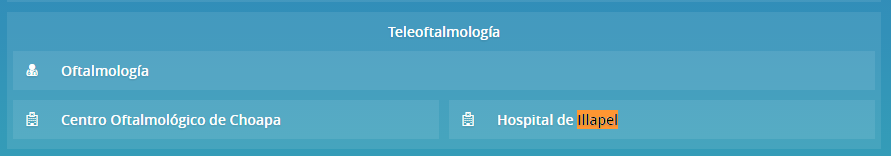 Teleoftalmología
Oftalmología
Centro Oftalmológico de Choapa
Hospital de Illapel